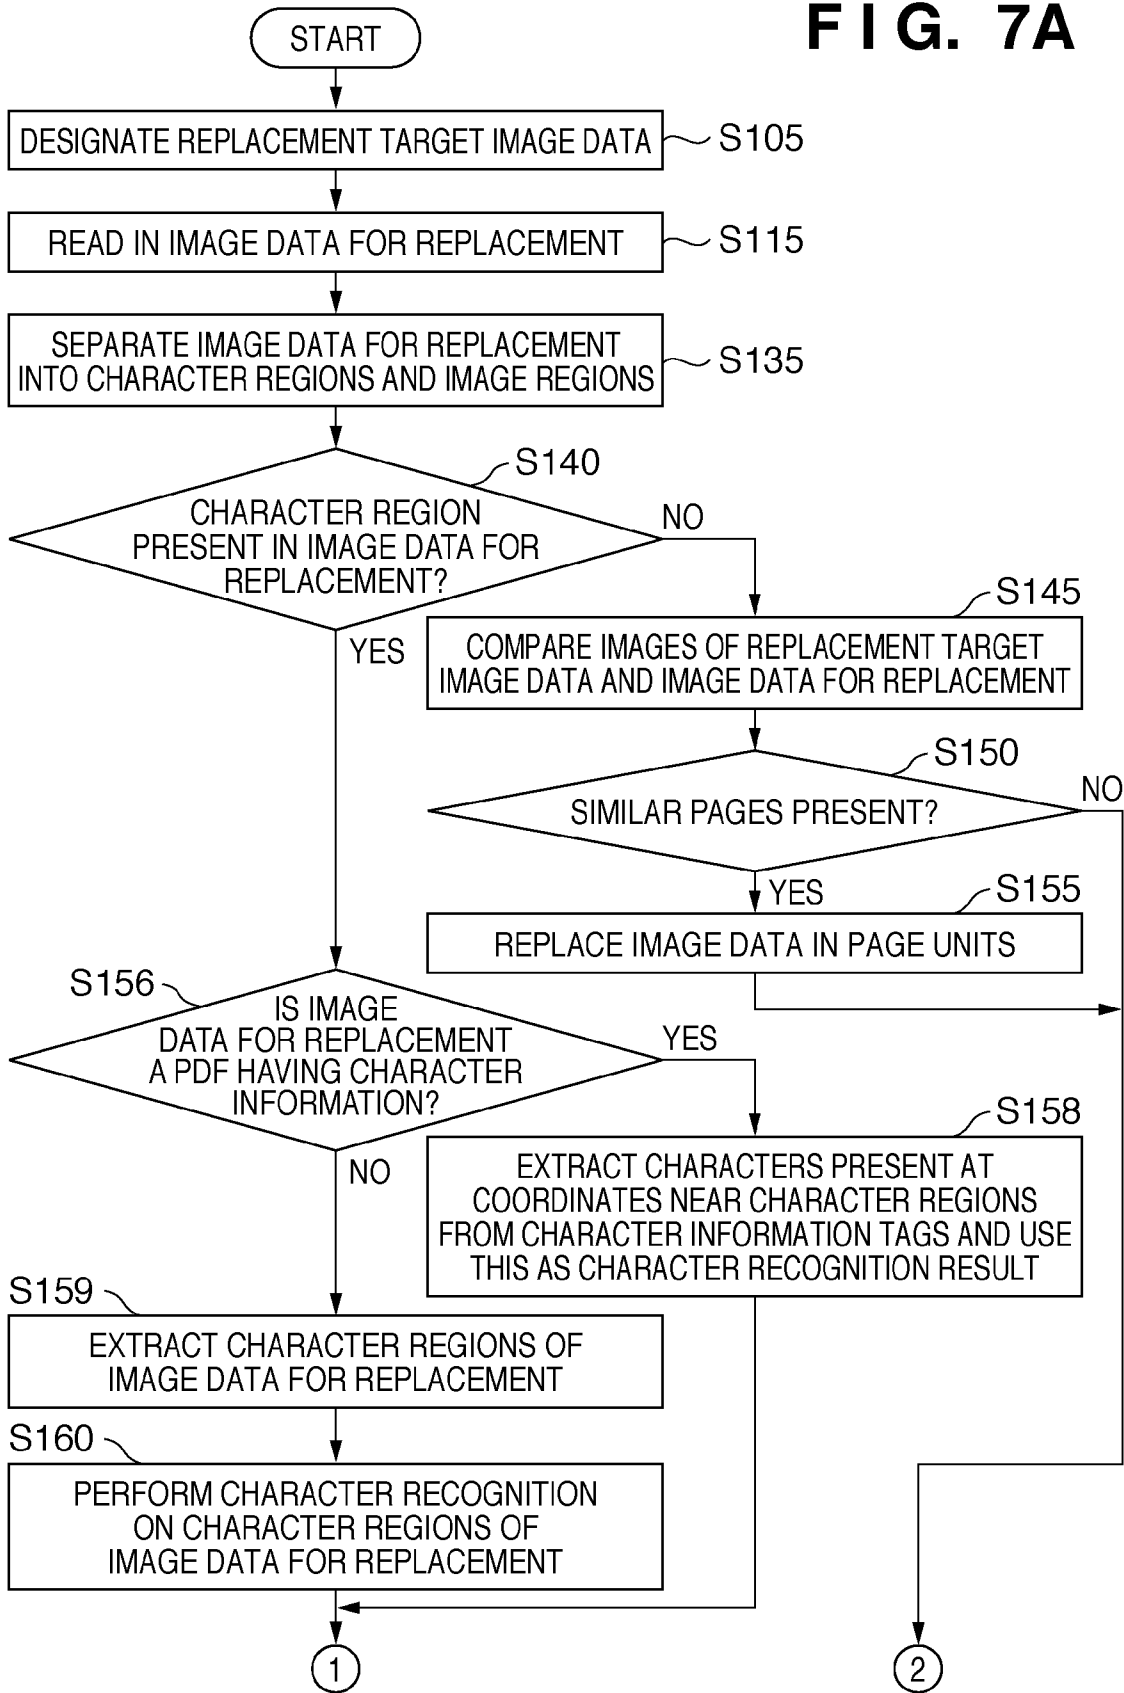 FIG. 7A
START
DESIGNATE REPLACEMENT TARGET IMAGE DATA
S105
READ IN IMAGE DATA FOR REPLACEMENT
S115
SEPARATE IMAGE DATA FOR REPLACEMENT
INTO CHARACTER REGIONS AND IMAGE REGIONS
S135
S140
CHARACTER REGION
PRESENT IN IMAGE DATA FOR
REPLACEMENT?
NO
YES
S145
COMPARE IMAGES OF REPLACEMENT TARGET
IMAGE DATA AND IMAGE DATA FOR REPLACEMENT
S150
SIMILAR PAGES PRESENT?
NO
YES
S155
REPLACE IMAGE DATA IN PAGE UNITS
S156
IS IMAGE
DATA FOR REPLACEMENT
A PDF HAVING CHARACTER
INFORMATION?
YES
NO
S158
EXTRACT CHARACTERS PRESENT AT
COORDINATES NEAR CHARACTER REGIONS
FROM CHARACTER INFORMATION TAGS AND USE
THIS AS CHARACTER RECOGNITION RESULT
S159
EXTRACT CHARACTER REGIONS OF
IMAGE DATA FOR REPLACEMENT
S160
PERFORM CHARACTER RECOGNITION
ON CHARACTER REGIONS OF
IMAGE DATA FOR REPLACEMENT
1
2